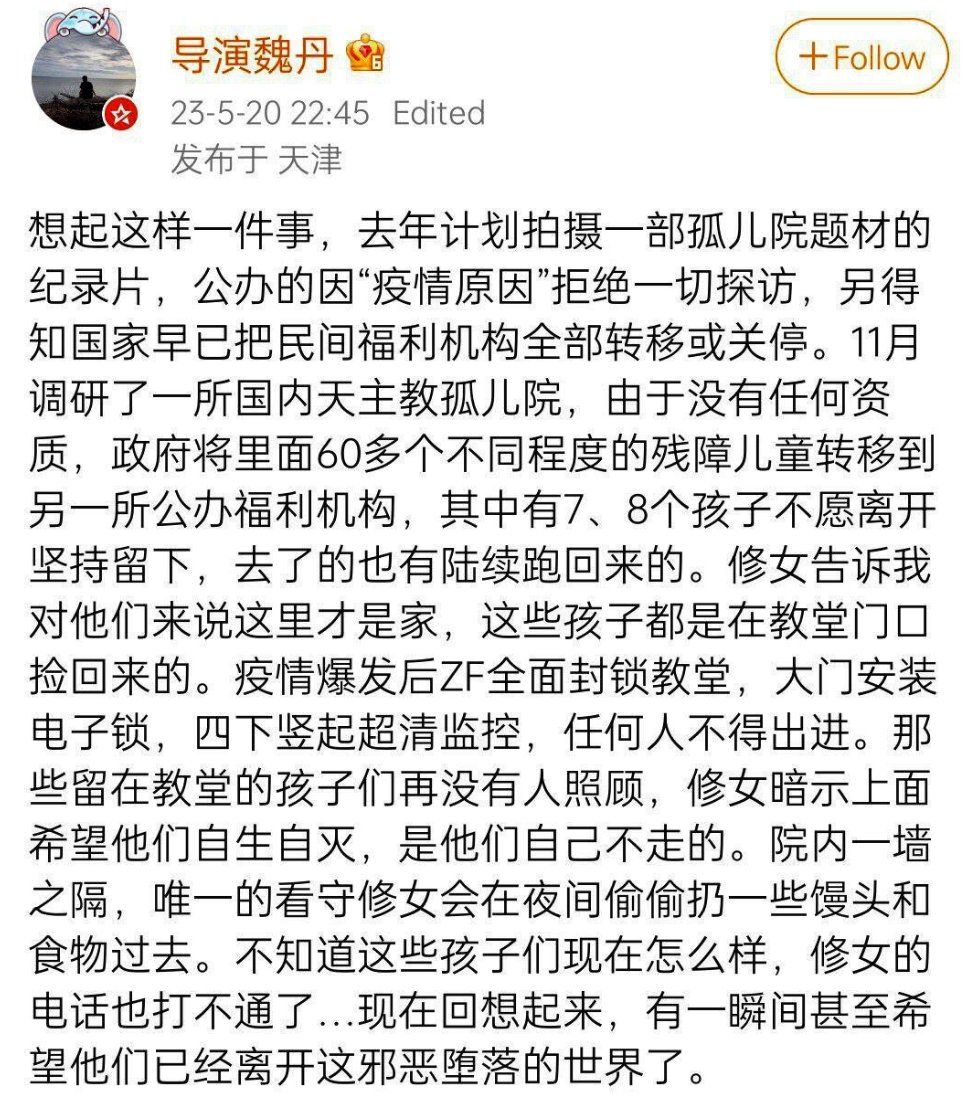 导演魏丹
+Follow
23-5-20 22:45 Edited
发布于 天津
想起这样一件事，去年计划拍摄一部孤儿院题材的
纪录片，公办的因“疫情原因”拒绝一切探访，另得
知国家早已把民间福利机构全部转移或关停。11月
调研了一所国内天主教孤儿院，由于没有任何资
质，政府将里面60多个不同程度的残障儿童转移到
另一所公办福利机构，其中有7、8个孩子不愿离开
坚持留下，去了的也有陆续跑回来的。修女告诉我
对他们来说这里才是家，这些孩子都是在教堂门口
捡回来的。疫情爆发后ZF全面封锁教堂，大门安装
电子锁，四下竖起超清监控，任何人不得出进。那
些留在教堂的孩子们再没有人照顾，修女暗示上面
希望他们自生自灭，是他们自己不走的。院内一墙
之隔，唯一的看守修女会在夜间偷偷扔一些馒头和
食物过去。不知道这些孩子们现在怎么样，修女的
电话也打不通了…现在回想起来，有一瞬间甚至希
望他们已经离开这邪恶堕落的世界了。